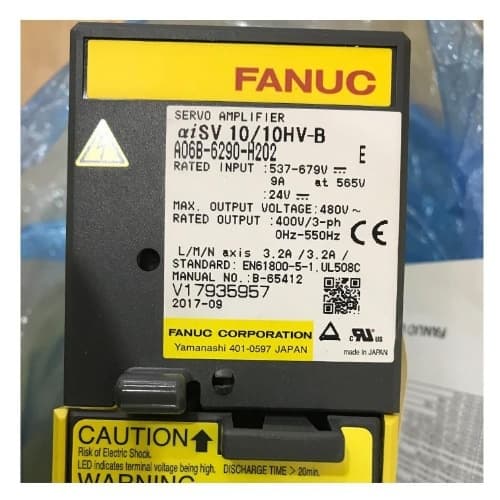 FANUC
SERVO AMPLIFIER
αiSV 10/10HV-B
A06B-6290-H202 E
RATED INPUT :537-679V ⎓
9A at 565V
:24V ⎓
MAX. OUTPUT VOLTAGE:480V～
RATED OUTPUT :400V/3-ph
0Hz-550Hz
CE
L/M/N axis 3.2A /3.2A /
STANDARD: EN61800-5-1.UL508C
MANUAL NO.:B-65412
V17935957
2017-09
FANUC CORPORATION
Yamanashi 401-0597 JAPAN
made in JAPAN
FANUC
CAUTION
Risk of Electric Shock.
LED indicates terminal voltage being high. DISCHARGE TIME > 20min.
WARNING